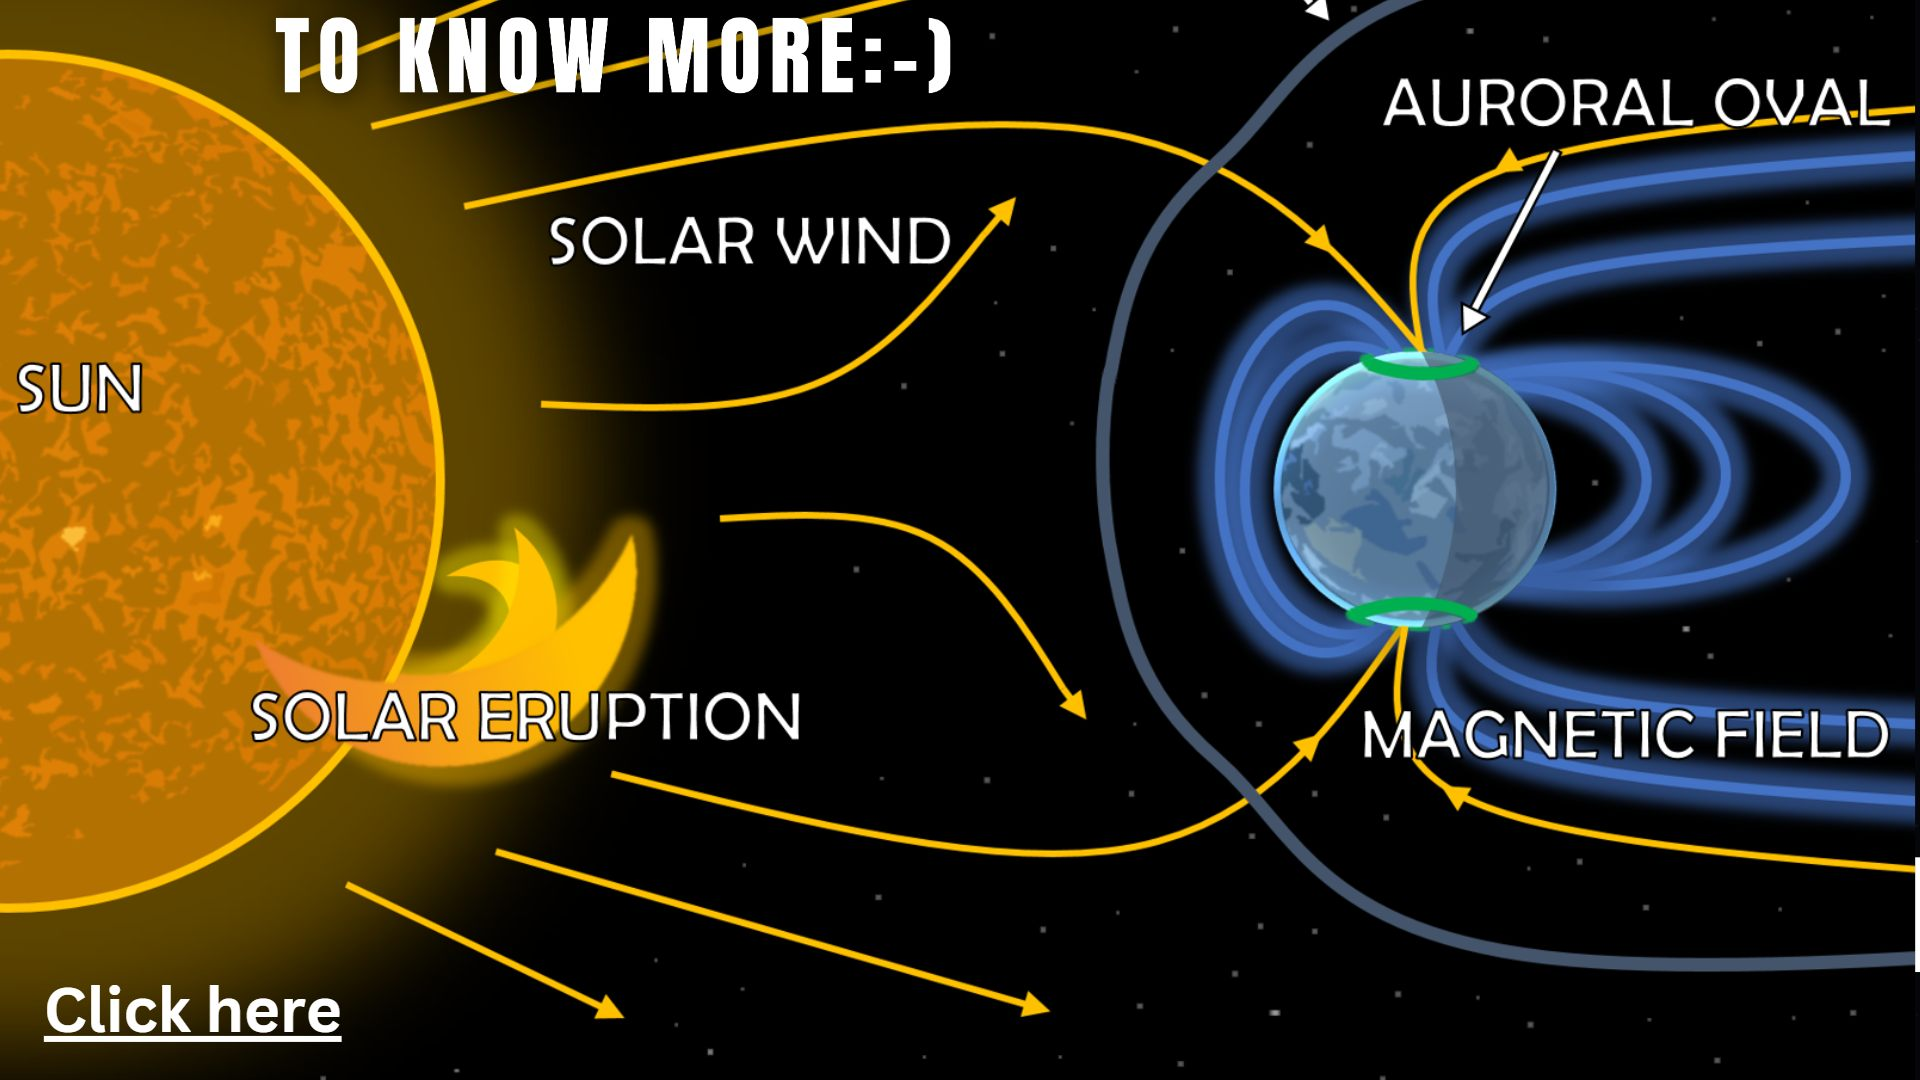 TO KNOW MORE:-)
AURORAL OVAL
SOLAR WIND
SUN
SOLAR ERUPTION
MAGNETIC FIELD
Click here